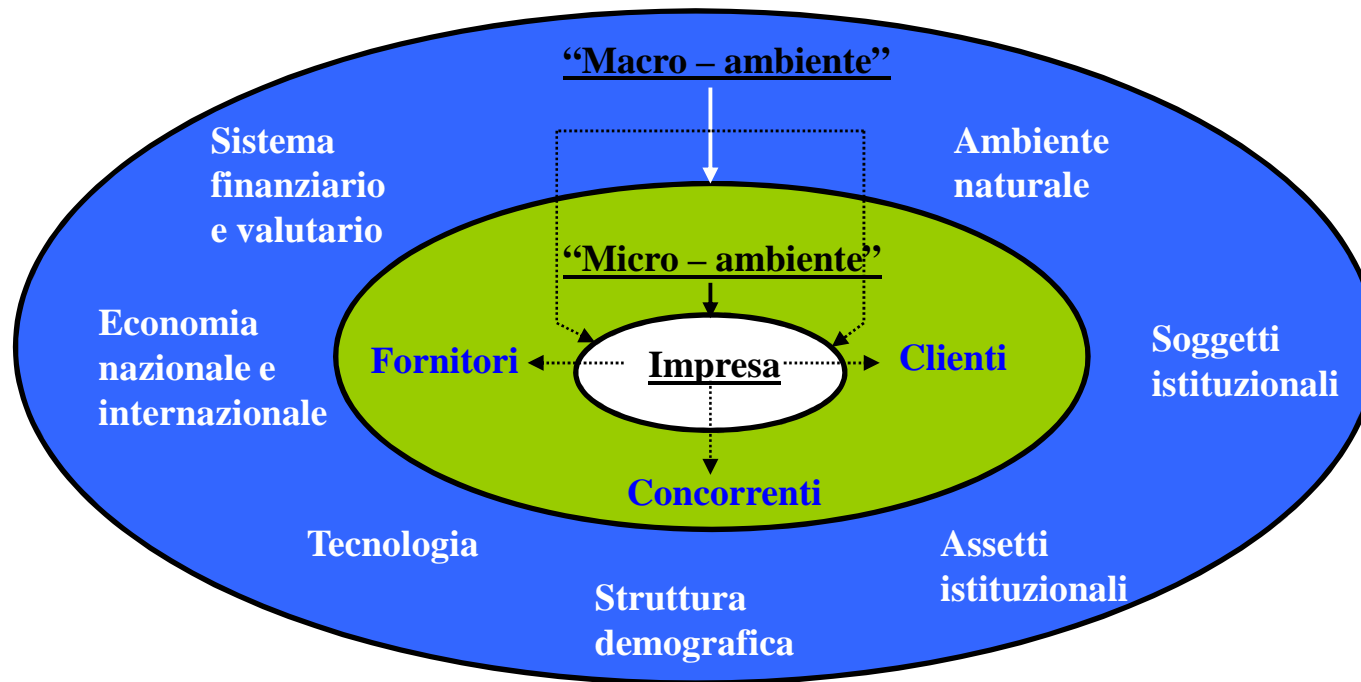 “Macro – ambiente”
Sistema
finanziario
e valutario
Ambiente
naturale
“Micro – ambiente”
Economia
nazionale e
internazionale
Fornitori
Impresa
Clienti
Soggetti
istituzionali
Concorrenti
Tecnologia
Assetti
istituzionali
Struttura
demografica